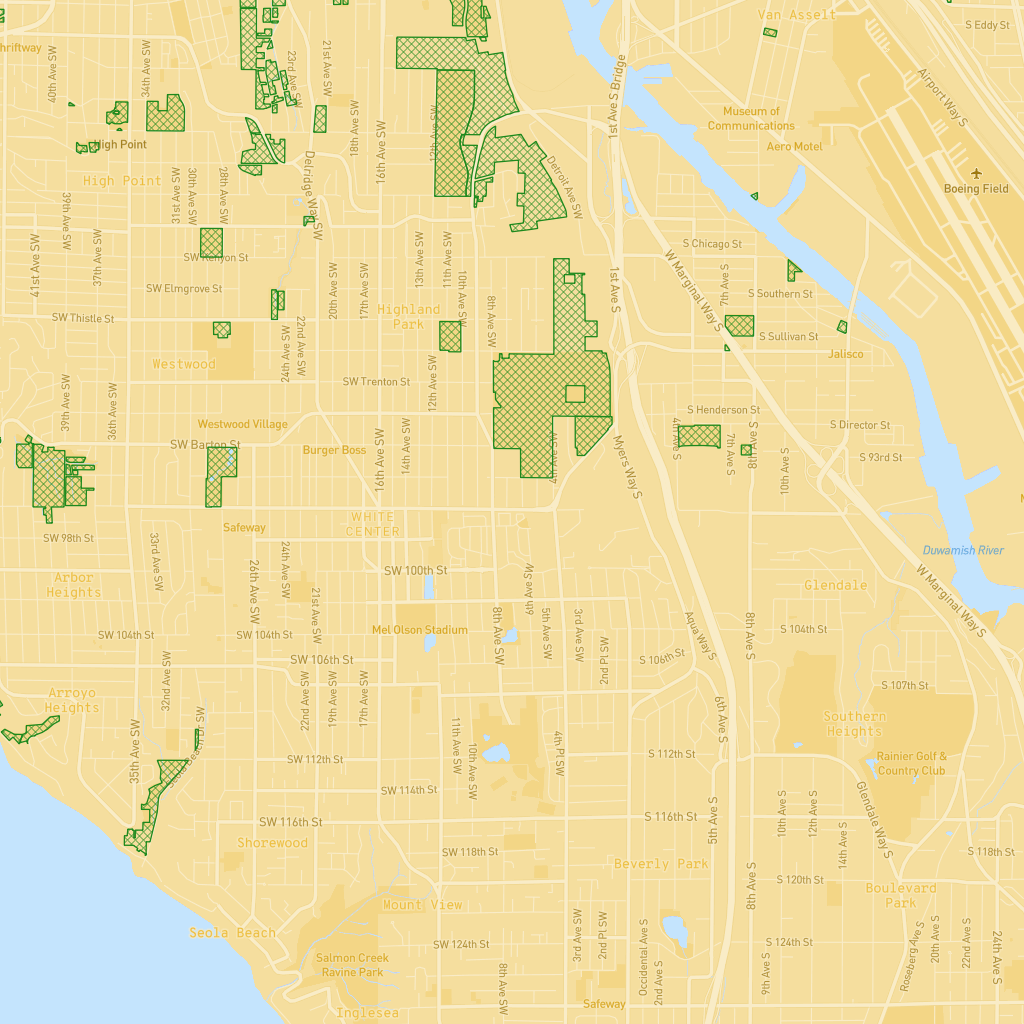 Van Asselt
S Eddy St
hriftway
40th Ave SW
34th Ave SW
23rd Ave SW
21st Ave SW
18th Ave SW
16th Ave SW
12th Ave SW
1st Ave S Bridge
Airport Way S
Museum of
Communications
Aero Motel
High Point
High Point
Boeing Field
Detroit Ave SW
Delridge Way SW
39th Ave SW
31st Ave SW
30th Ave SW
28th Ave SW
41st Ave SW
37th Ave SW
SW Kenyon St
S Chicago St
W Marginal Way S
7th Ave S
1st Ave S
13th Ave SW
11th Ave SW
10th Ave SW
8th Ave SW
20th Ave SW
17th Ave SW
SW Elmgrove St
S Southern St
SW Thistle St
Highland
Park
22nd Ave SW
24th Ave SW
S Sullivan St
Jalisco
Westwood
SW Trenton St
12th Ave SW
39th Ave SW
36th Ave SW
S Henderson St
Westwood Village
S Director St
4th Ave S
7th Ave S
8th Ave S
SW Barton St
Burger Boss
16th Ave SW
14th Ave SW
4th Ave SW
Myers Way S
10th Ave S
S 93rd St
WHITE
CENTER
Safeway
SW 98th St
33rd Ave SW
26th Ave SW
24th Ave SW
21st Ave SW
Duwamish River
Arbor
Heights
SW 100th St
6th Ave SW
Glendale
W Marginal Way S
8th Ave SW
5th Ave SW
3rd Ave SW
2nd Pl SW
Aqua Way S
8th Ave S
SW 104th St
SW 104th St
Mel Olson Stadium
S 104th St
SW 106th St
S 106th St
32nd Ave SW
Arroyo
Heights
22nd Ave SW
19th Ave SW
17th Ave SW
S 107th St
6th Ave S
Southern
Heights
35th Ave SW
Seola Beach Dr SW
11th Ave SW
10th Ave SW
4th Pl SW
SW 112th St
S 112th St
Rainier Golf &
Country Club
SW 114th St
Glendale Way S
SW 116th St
S 116th St
5th Ave S
10th Ave S
12th Ave S
14th Ave S
Shorewood
SW 118th St
Beverly Park
S 118th St
S 120th St
8th Ave S
Boulevard
Park
Mount View
Seola Beach
SW 124th St
3rd Ave SW
2nd Pl SW
Occidental Ave S
2nd Ave S
S 124th St
Roseberg Ave S
20th Ave S
22nd Ave S
24th Ave S
Salmon Creek
Ravine Park
8th Ave SW
9th Ave S
Safeway
Inglesea